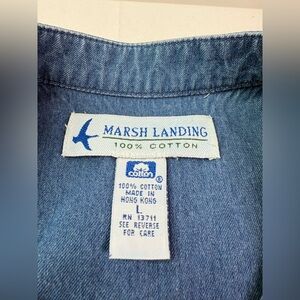 MARSH LANDING
100% COTTON
cotton®
100% COTTON
MADE IN
HONG KONG
L
RN 13711
SEE REVERSE
FOR CARE